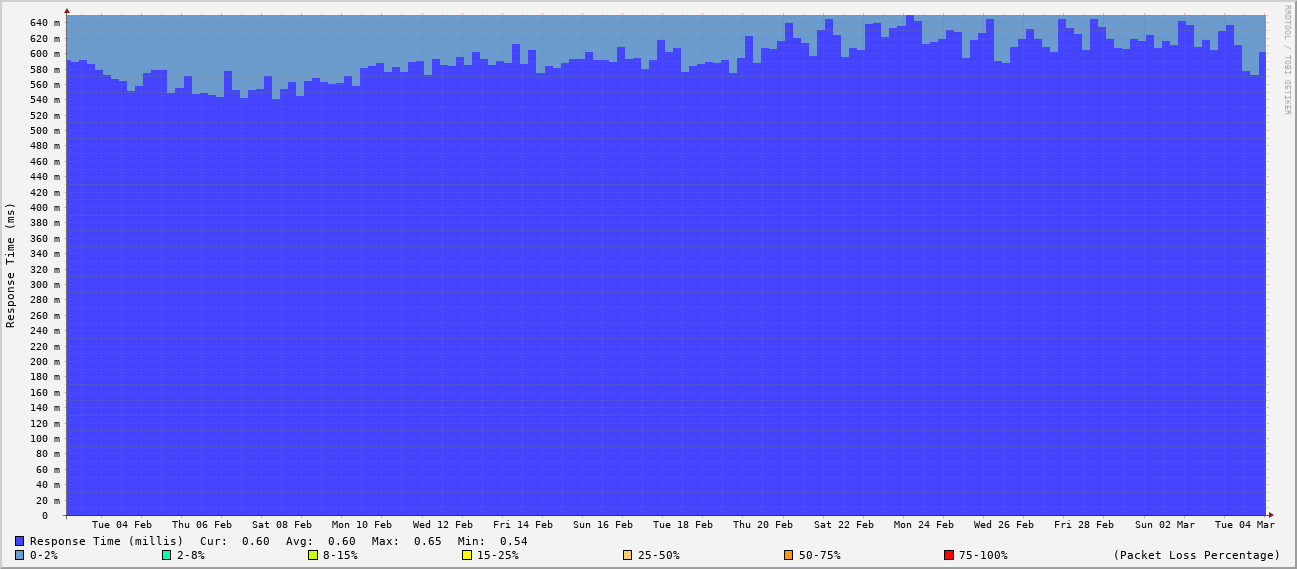 640 m
620 m
600 m
580 m
560 m
540 m
520 m
500 m
480 m
460 m
440 m
420 m
400 m
380 m
360 m
340 m
320 m
300 m
280 m
260 m
240 m
220 m
200 m
180 m
160 m
140 m
120 m
100 m
80 m
60 m
40 m
20 m
0
Response Time (ms)
RRDTOOL / TOBI OETIKER
Tue 04 Feb Thu 06 Feb Sat 08 Feb Mon 10 Feb Wed 12 Feb Fri 14 Feb Sun 16 Feb Tue 18 Feb Thu 20 Feb Sat 22 Feb Mon 24 Feb Wed 26 Feb Fri 28 Feb Sun 02 Mar Tue 04 Mar
Response Time (millis) Cur: 0.60 Avg: 0.60 Max: 0.65 Min: 0.54
0-2% 2-8% 8-15% 15-25% 25-50% 50-75% 75-100% (Packet Loss Percentage)